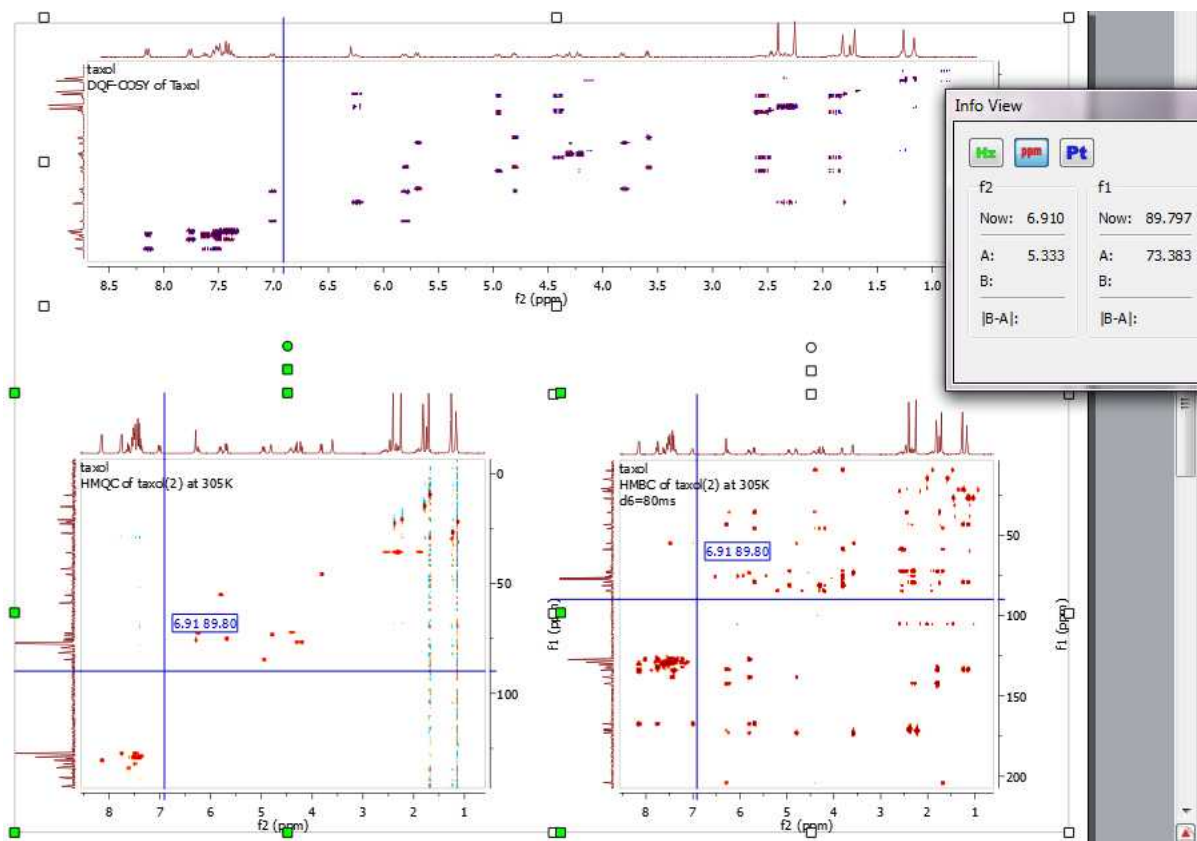 taxol
DQF-COSY of Taxol
8.5 8.0 7.5 7.0 6.5 6.0 5.5 5.0 4.5 4.0 3.5 3.0 2.5 2.0 1.5 1.0
f2 (ppm)
Info View
Hz ppm Pt
f2 f1
Now: 6.910 Now: 89.797
A: 5.333 A: 73.383
B: B:
|B-A|: |B-A|:
taxol
HMQC of taxol(2) at 305K
6.91 89.80
0
50
100
f1 (ppm)
8 7 6 5 4 3 2 1
f2 (ppm)
taxol
HMBC of taxol(2) at 305K
d6=80ms
6.91 89.80
50
100
150
200
f1 (ppm)
8 7 6 5 4 3 2 1
f2 (ppm)